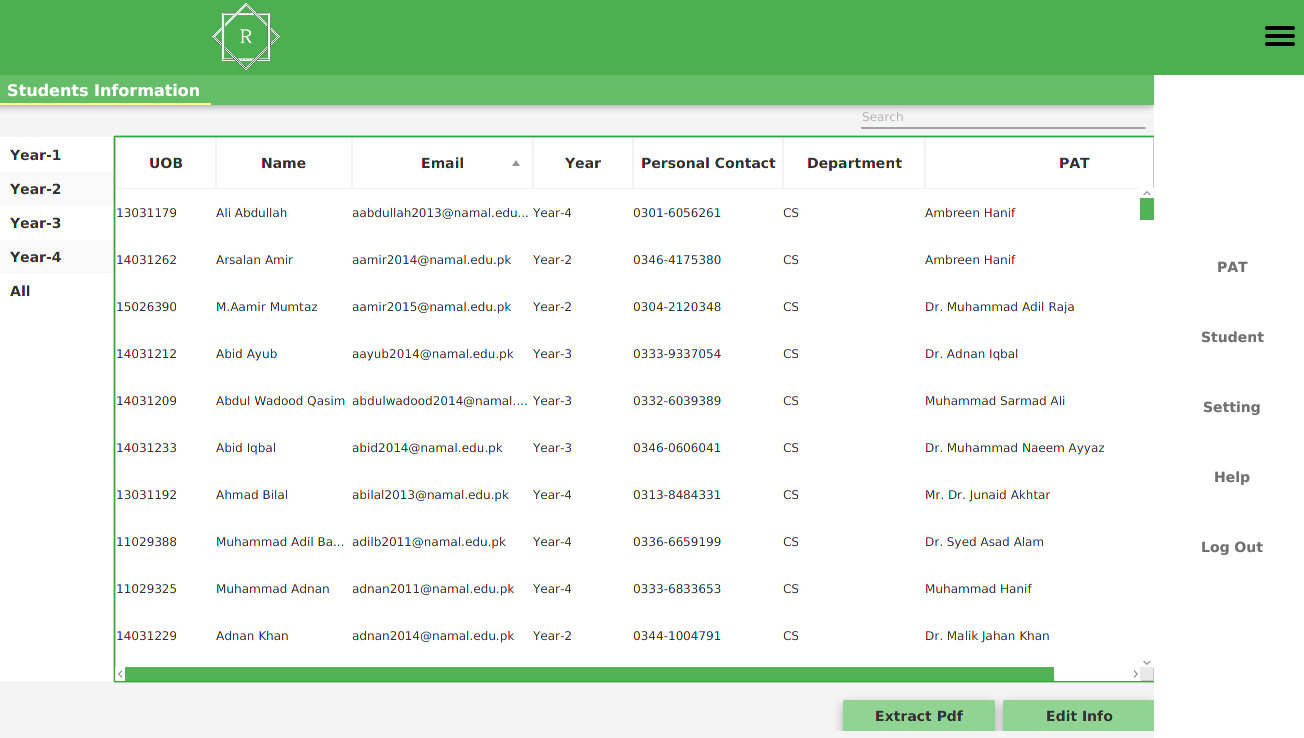 R
Students Information
Search
Year-1
Year-2
Year-3
Year-4
All
UOB Name Email Year Personal Contact Department PAT
13031179 Ali Abdullah aabdullah2013@namal.edu... Year-4 0301-6056261 CS Ambreen Hanif
14031262 Arsalan Amir aamir2014@namal.edu.pk Year-2 0346-4175380 CS Ambreen Hanif
15026390 M.Aamir Mumtaz aamir2015@namal.edu.pk Year-2 0304-2120348 CS Dr. Muhammad Adil Raja
14031212 Abid Ayub aayub2014@namal.edu.pk Year-3 0333-9337054 CS Dr. Adnan Iqbal
14031209 Abdul Wadood Qasim abdulwadood2014@namal.... Year-3 0332-6039389 CS Muhammad Sarmad Ali
14031233 Abid Iqbal abid2014@namal.edu.pk Year-3 0346-0606041 CS Dr. Muhammad Naeem Ayyaz
13031192 Ahmad Bilal abilal2013@namal.edu.pk Year-4 0313-8484331 CS Mr. Dr. Junaid Akhtar
11029388 Muhammad Adil Ba... adilb2011@namal.edu.pk Year-4 0336-6659199 CS Dr. Syed Asad Alam
11029325 Muhammad Adnan adnan2011@namal.edu.pk Year-4 0333-6833653 CS Muhammad Hanif
14031229 Adnan Khan adnan2014@namal.edu.pk Year-2 0344-1004791 CS Dr. Malik Jahan Khan
PAT
Student
Setting
Help
Log Out
Extract Pdf
Edit Info